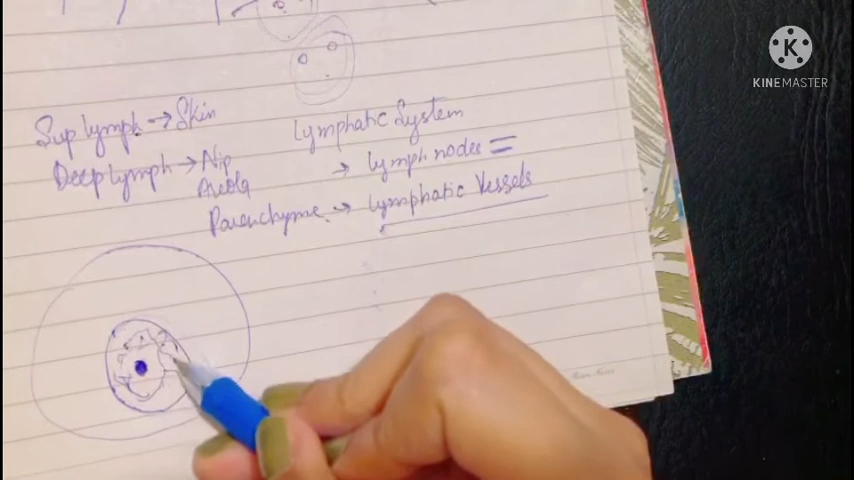 Sup lymph → Skin
Deep lymph → Nip
Areola
Parenchyme
Lymphatic System
→ lymph nodes =
→ lymphatic Vessels
K
KINEMASTER